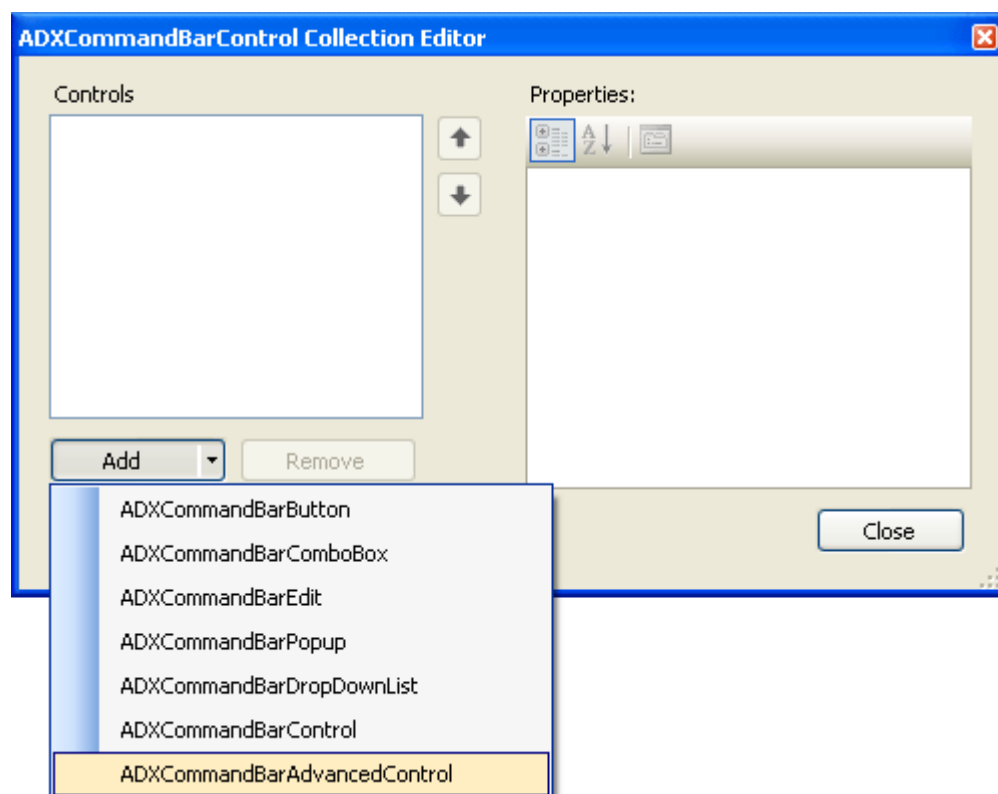 ADXCommandBarControl Collection Editor
Controls
Properties:
A
Z
Add
Remove
ADXCommandBarButton
ADXCommandBarComboBox
ADXCommandBarEdit
ADXCommandBarPopup
ADXCommandBarDropDownList
ADXCommandBarControl
ADXCommandBarAdvancedControl
Close